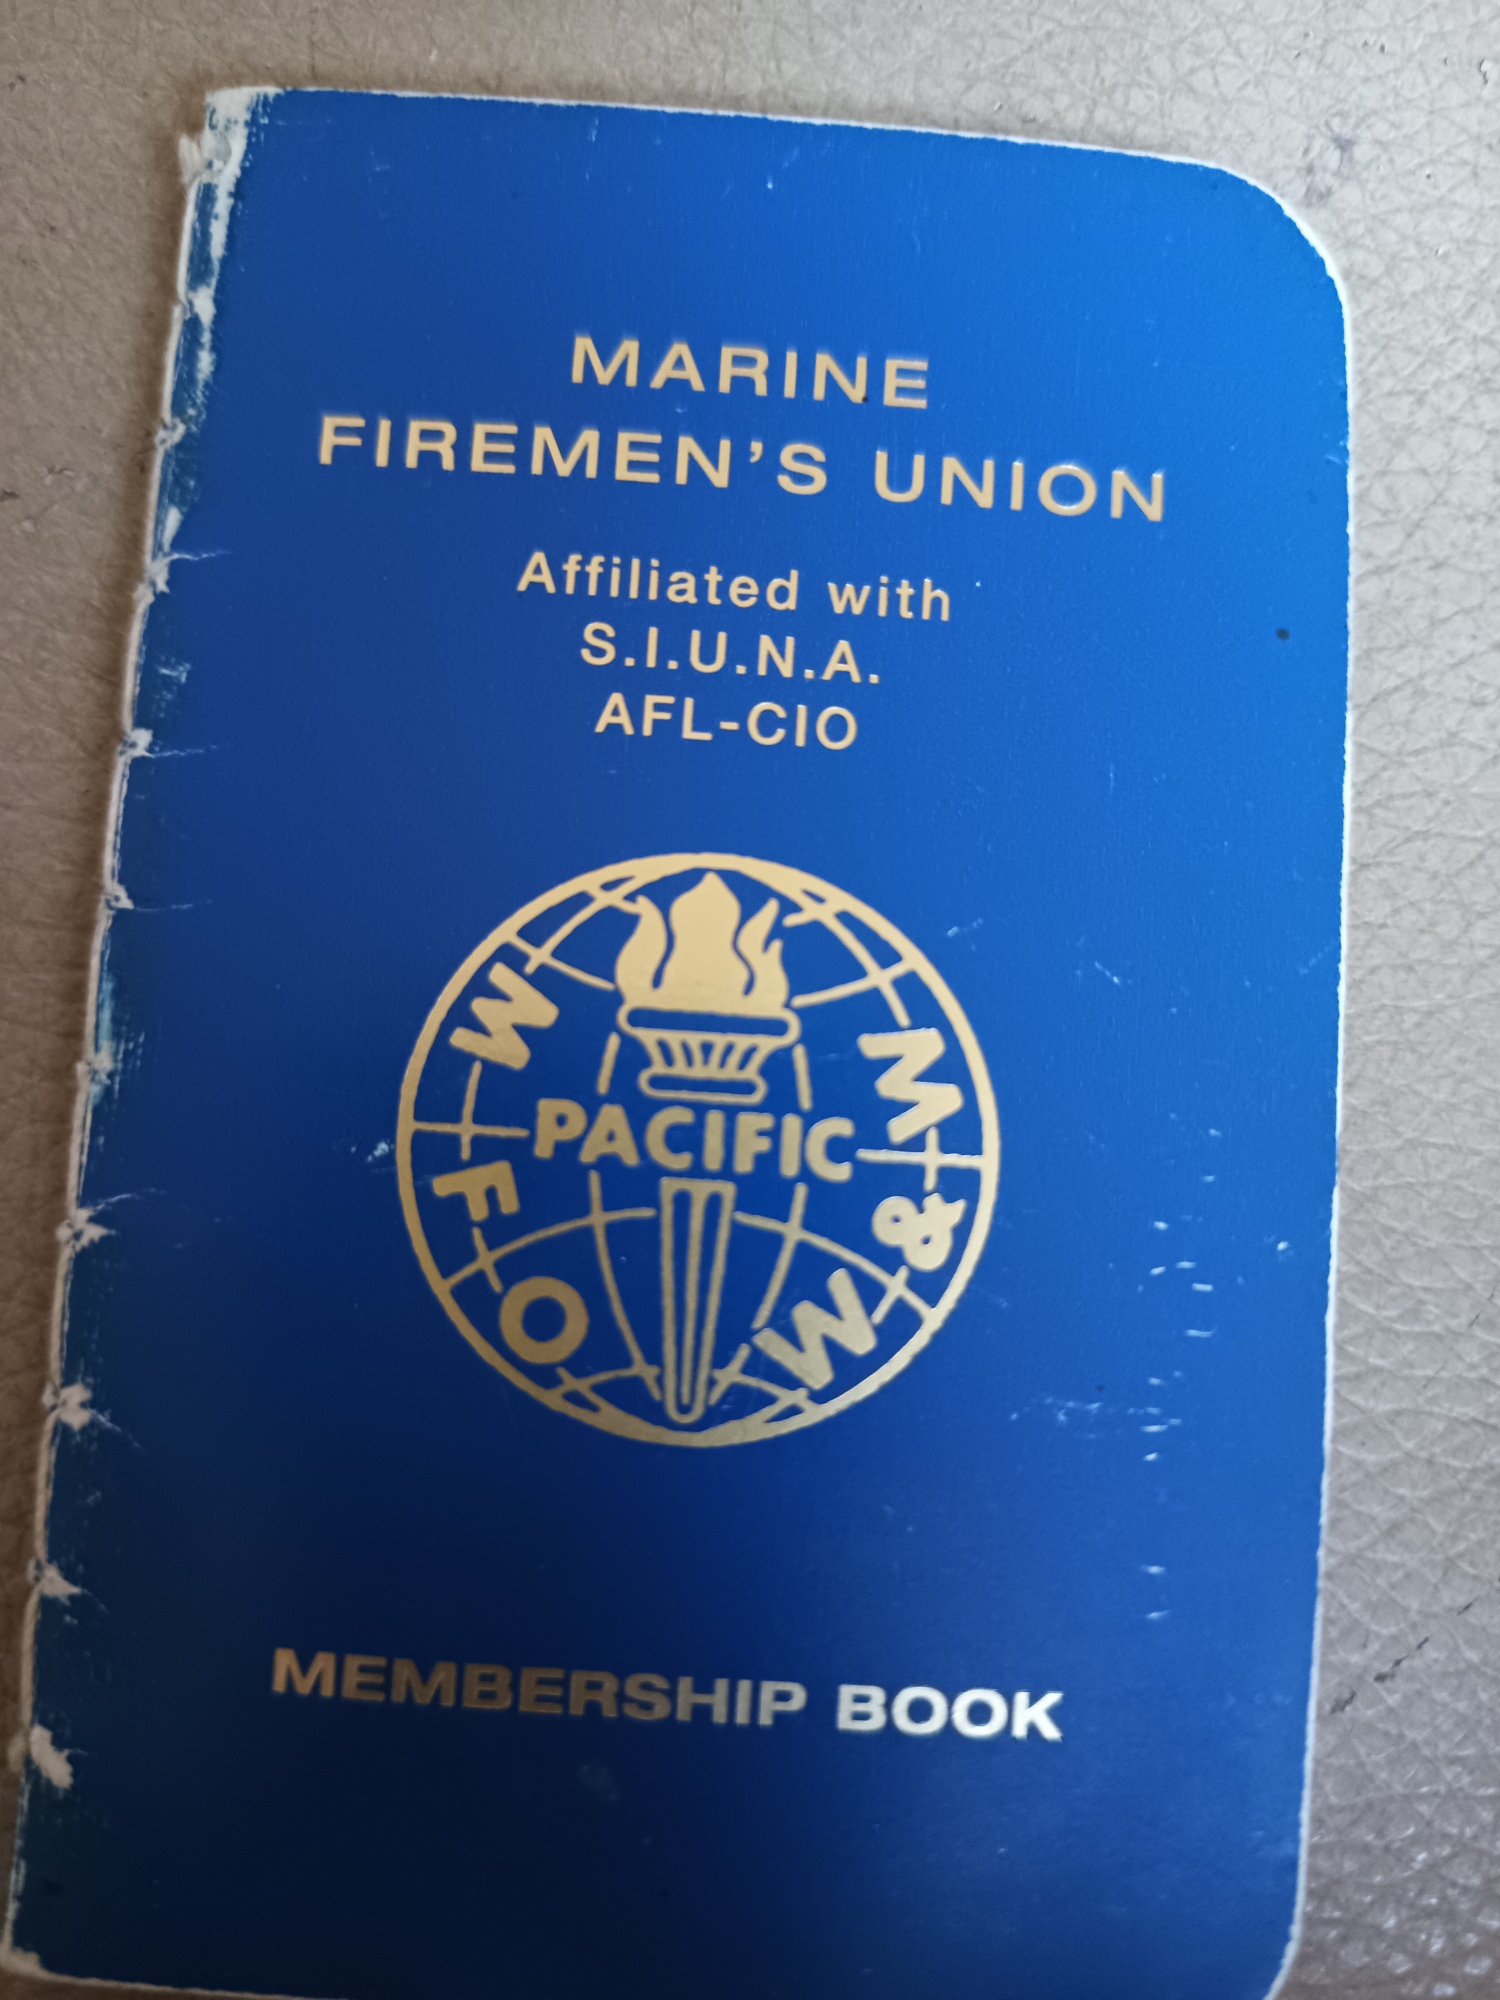 MARINE
FIREMEN'S UNION
Affiliated with
S.I.U.N.A.
AFL-CIO
M F O W & M
PACIFIC
MEMBERSHIP BOOK